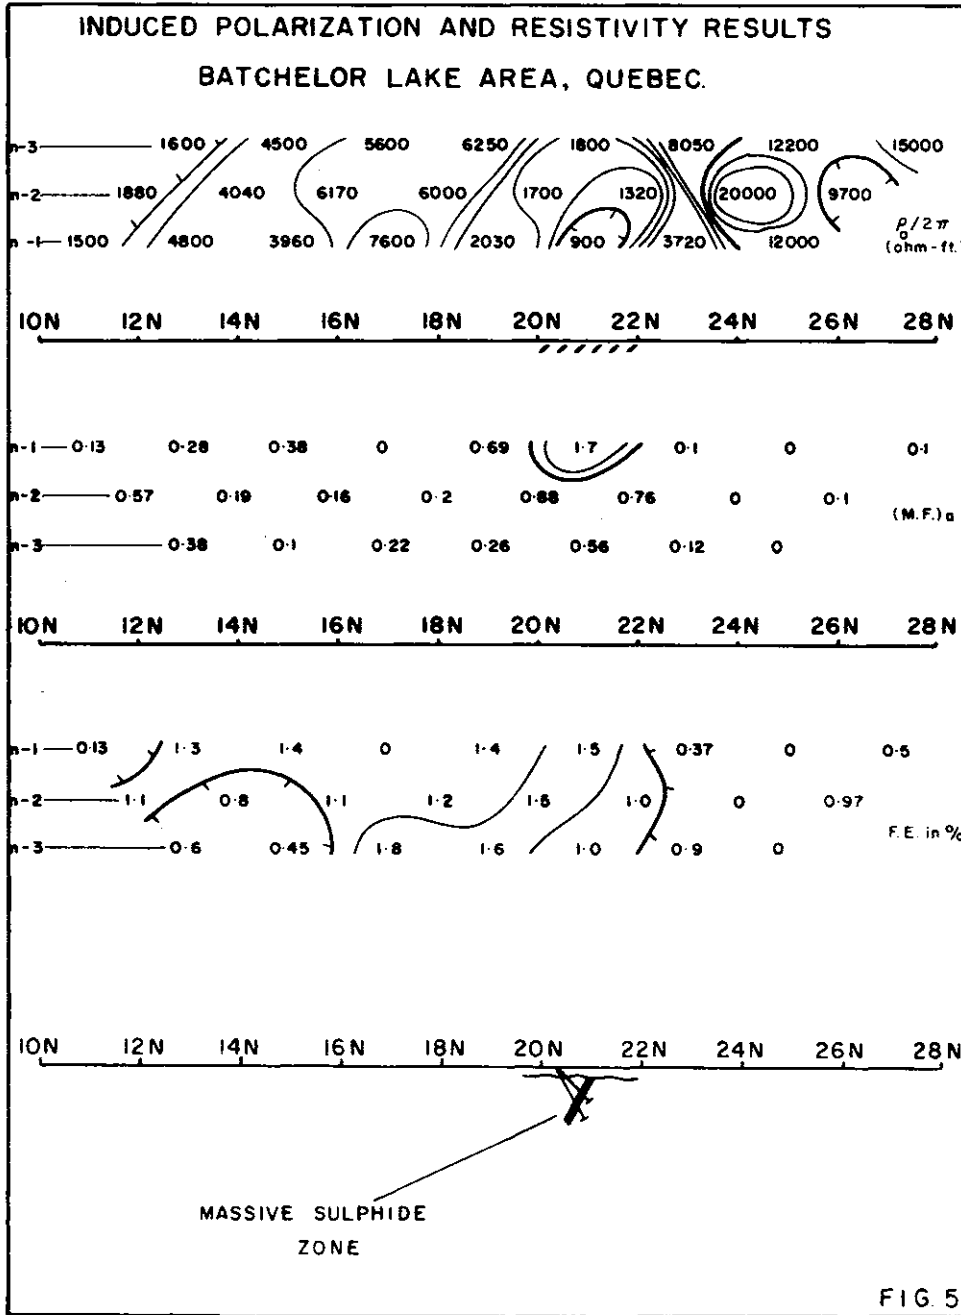 INDUCED POLARIZATION AND RESISTIVITY RESULTS
BATCHELOR LAKE AREA, QUEBEC.
n-3 1600 4500 5600 6250 1800 8050 12200 15000
n-2 1880 4040 6170 6000 1700 1320 20000 9700
n-1 1500 4800 3960 7600 2030 900 3720 12000
ρa/2π
(ohm-ft.)
10N 12N 14N 16N 18N 20N 22N 24N 26N 28N
n-1 0.13 0.28 0.38 0 0.69 1.7 0.1 0 0.1
n-2 0.57 0.19 0.16 0.2 0.88 0.76 0 0.1
(M.F.)a
n-3 0.38 0.1 0.22 0.26 0.56 0.12 0
10N 12N 14N 16N 18N 20N 22N 24N 26N 28N
n-1 0.13 1.3 1.4 0 1.4 1.5 0.37 0 0.5
n-2 1.1 0.8 1.1 1.2 1.5 1.0 0 0.97
F.E. in %
n-3 0.6 0.45 1.8 1.6 1.0 0.9 0
10N 12N 14N 16N 18N 20N 22N 24N 26N 28N
MASSIVE SULPHIDE
ZONE
FIG. 5